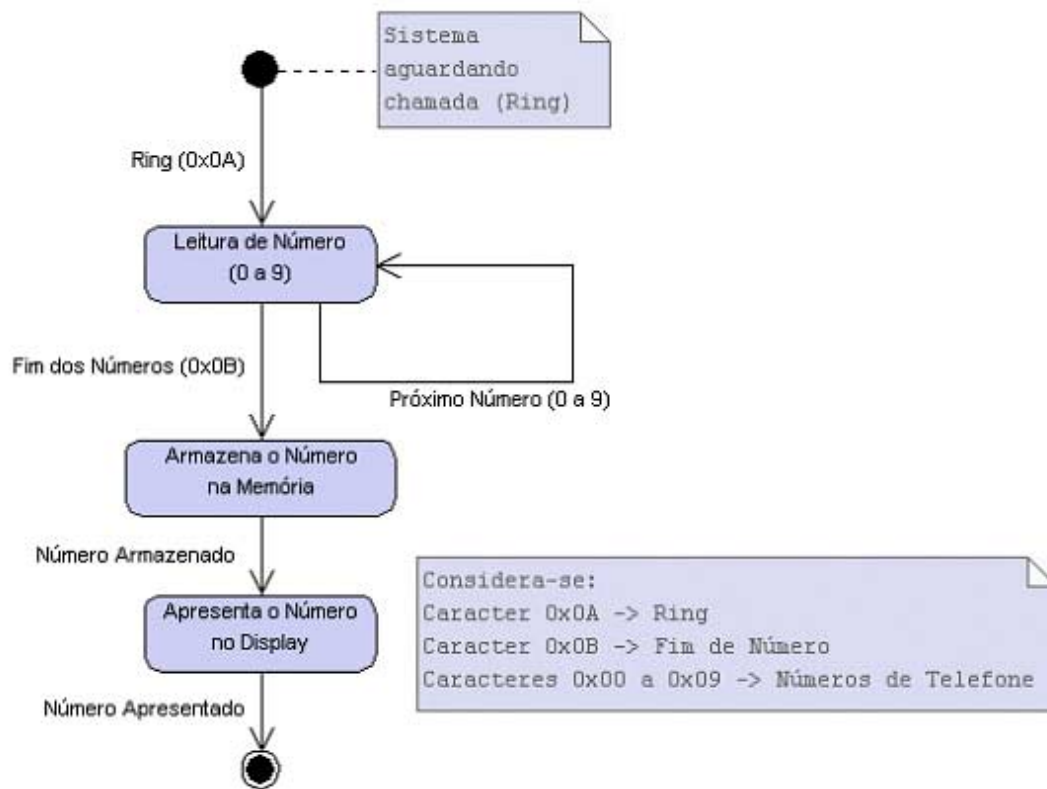 Sistema
aguardando
chamada (Ring)
Ring (0x0A)
Leitura de Número
(0 a 9)
Fim dos Números (0x0B)
Próximo Número (0 a 9)
Armazena o Número
na Memória
Número Armazenado
Considera-se:
Caracter 0x0A -> Ring
Caracter 0x0B -> Fim de Número
Caracteres 0x00 a 0x09 -> Números de Telefone
Apresenta o Número
no Display
Número Apresentado